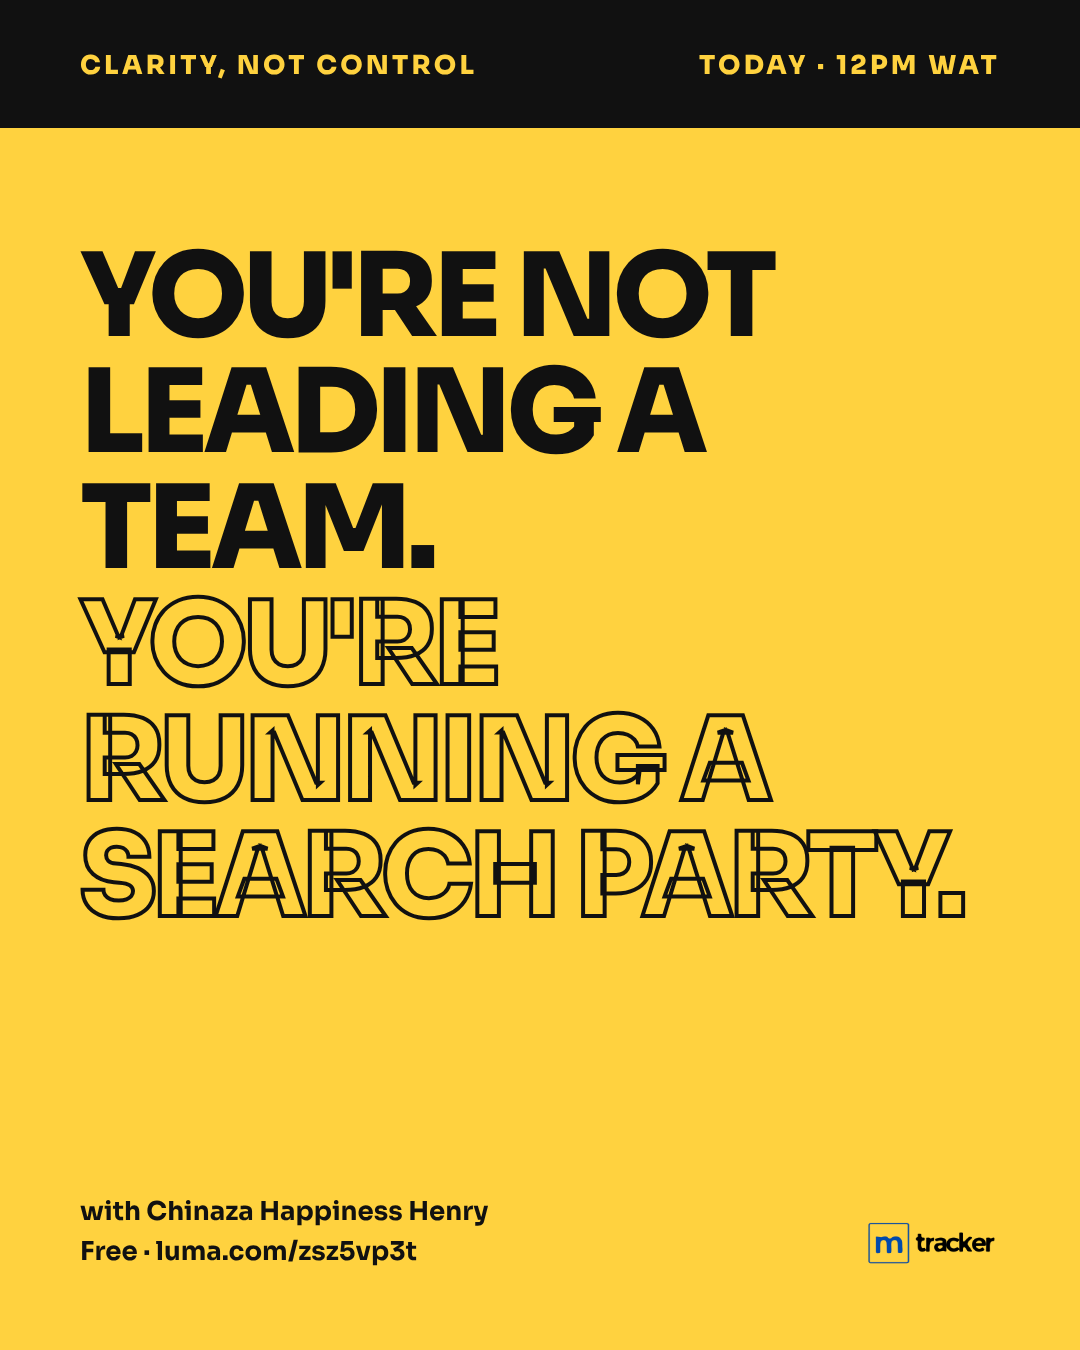 CLARITY, NOT CONTROL
TODAY · 12PM WAT
YOU'RE NOT
LEADING A
TEAM.
YOU'RE
RUNNING A
SEARCH PARTY.
with Chinaza Happiness Henry
Free · luma.com/zsz5vp3t
m tracker